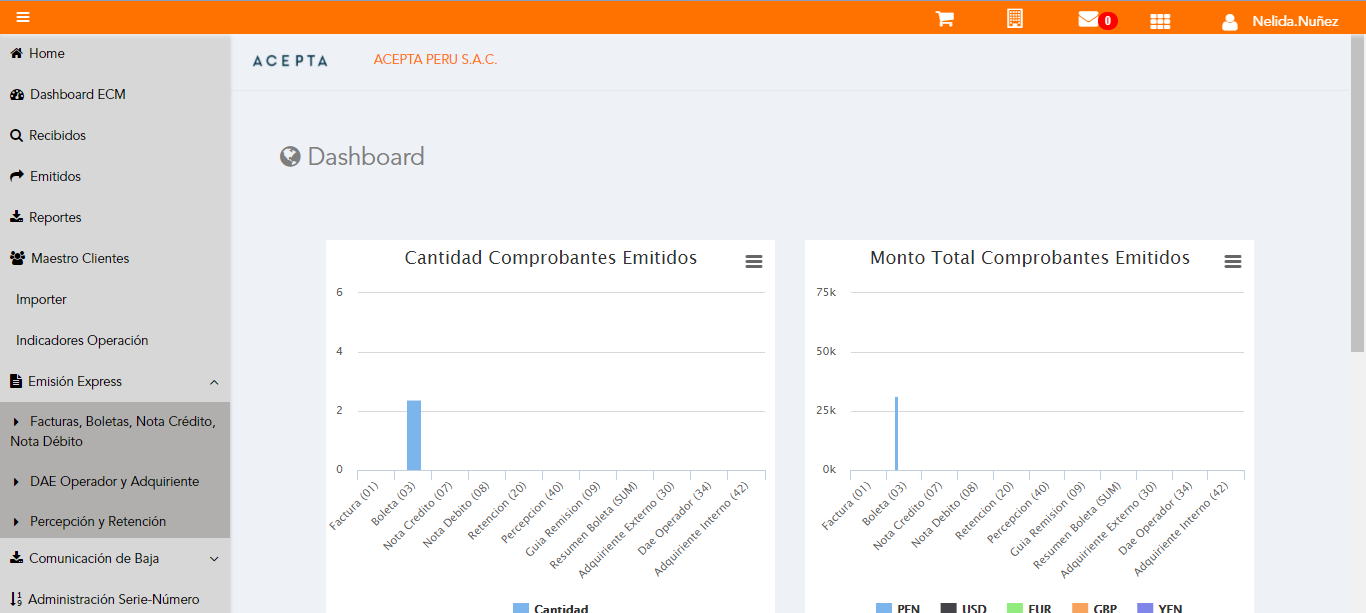 0
Nelida.Nuñez
Home
Dashboard ECM
Recibidos
Emitidos
Reportes
Maestro Clientes
Importer
Indicadores Operación
Emisión Express
Facturas, Boletas, Nota Crédito,
Nota Débito
DAE Operador y Adquiriente
Percepción y Retención
Comunicación de Baja
Administración Serie-Número
ACEPTA
ACEPTA PERU S.A.C.
Dashboard
Cantidad Comprobantes Emitidos
6
4
2
0
Factura (01)
Boleta (03)
Nota Credito (07)
Nota Debito (08)
Retencion (20)
Percepcion (40)
Guia Remision (09)
Resumen Boleta (SUM)
Adquiriente Externo (30)
Dae Operador (34)
Adquiriente Interno (42)
Cantidad
Monto Total Comprobantes Emitidos
75k
50k
25k
0k
Factura (01)
Boleta (03)
Nota Credito (07)
Nota Debito (08)
Retencion (20)
Percepcion (40)
Guia Remision (09)
Resumen Boleta (SUM)
Adquiriente Externo (30)
Dae Operador (34)
Adquiriente Interno (42)
PEN
USD
EUR
GBP
YEN